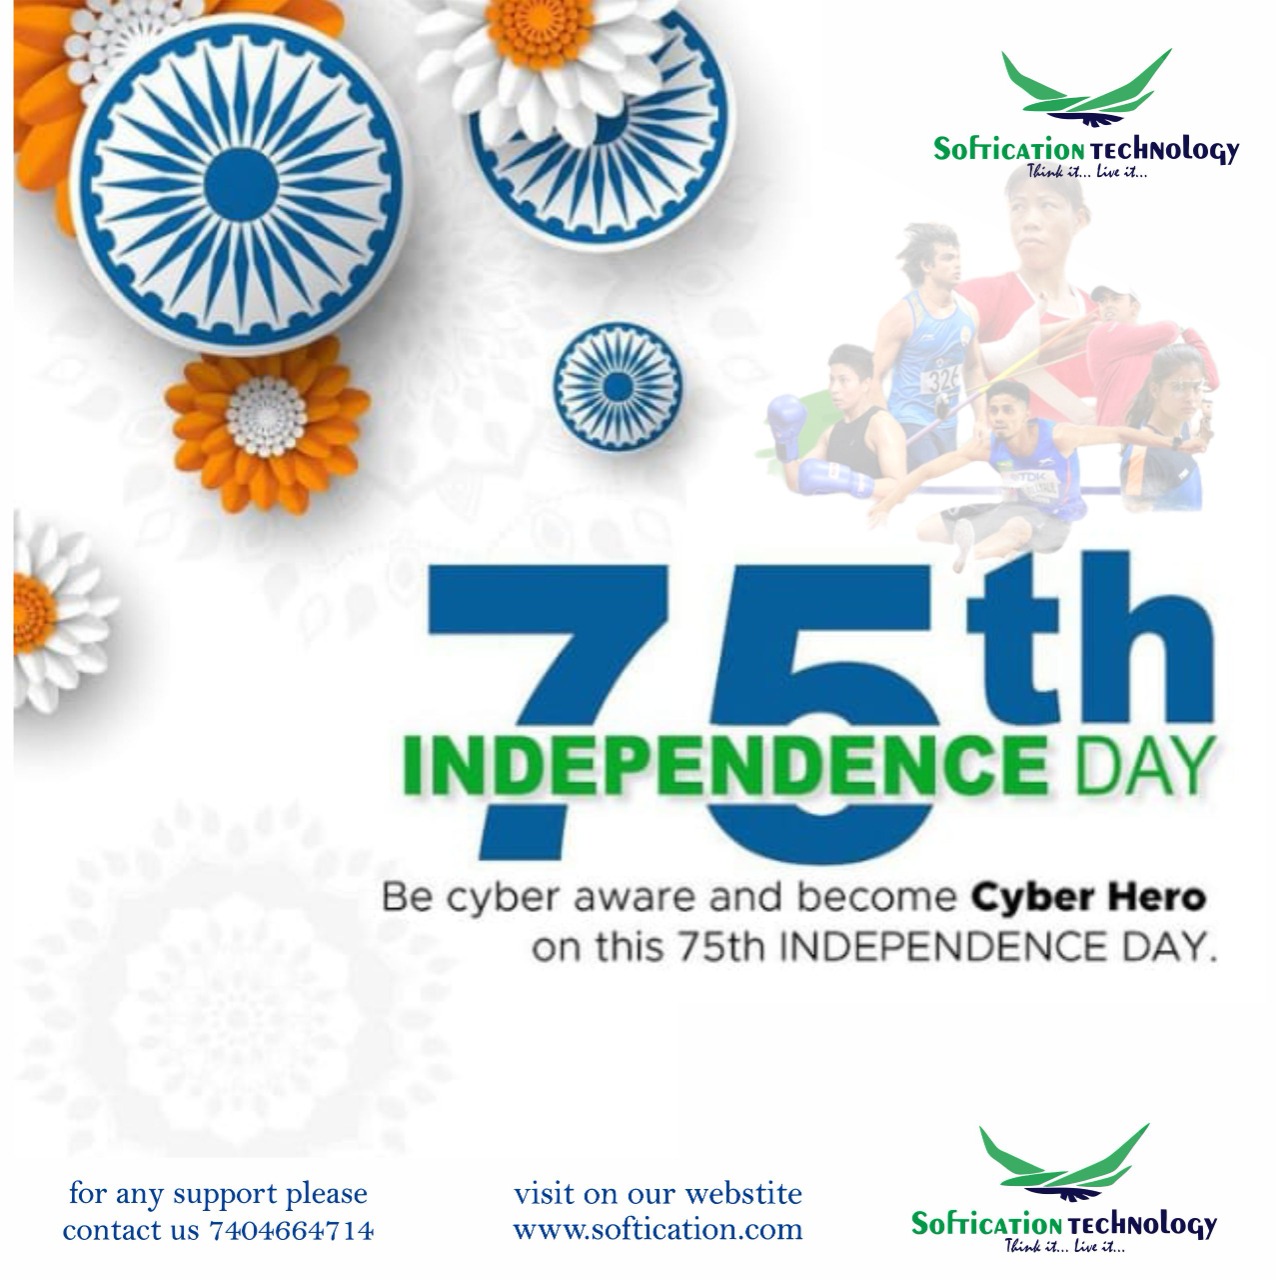 Softication Technology
Think it... Live it...
326
TDK
75th
INDEPENDENCE DAY
Be cyber aware and become Cyber Hero
on this 75th INDEPENDENCE DAY.
for any support please
contact us 7404664714
visit on our webstite
www.softication.com
Softication Technology
Think it... Live it...